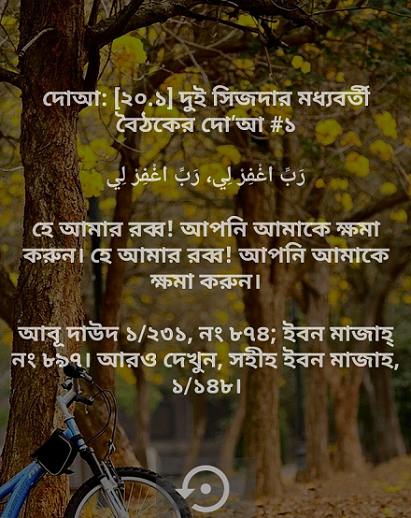 দোআ: [২০.১] দুই সিজদার মধ্যবর্তী
বৈঠকের দো'আ #১
رَبِّ اغْفِرْ لِي، رَبِّ اغْفِرْ لِي
হে আমার রব্ব! আপনি আমাকে ক্ষমা
করুন। হে আমার রব্ব! আপনি আমাকে
ক্ষমা করুন।
আবূ দাউদ ১/২৩১, নং ৮৭৪; ইবন মাজাহ্
নং ৮৯৭। আরও দেখুন, সহীহ ইবন মাজাহ,
১/১৪৮।